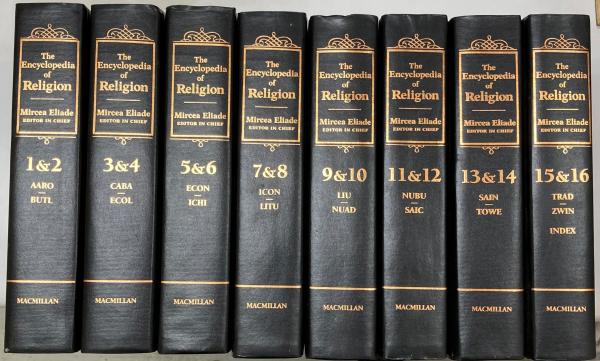 The
Encyclopedia
of
Religion
Mircea Eliade
EDITOR IN CHIEF
1&2
AARO
BUTL
MACMILLAN
The
Encyclopedia
of
Religion
Mircea Eliade
EDITOR IN CHIEF
3&4
CABA
ECOL
MACMILLAN
The
Encyclopedia
of
Religion
Mircea Eliade
EDITOR IN CHIEF
5&6
ECON
ICHI
MACMILLAN
The
Encyclopedia
of
Religion
Mircea Eliade
EDITOR IN CHIEF
7&8
ICON
LITU
MACMILLAN
The
Encyclopedia
of
Religion
Mircea Eliade
EDITOR IN CHIEF
9&10
LIU
NUAD
MACMILLAN
The
Encyclopedia
of
Religion
Mircea Eliade
EDITOR IN CHIEF
11&12
NUBU
SAIC
MACMILLAN
The
Encyclopedia
of
Religion
Mircea Eliade
EDITOR IN CHIEF
13&14
SAIN
TOWE
MACMILLAN
The
Encyclopedia
of
Religion
Mircea Eliade
EDITOR IN CHIEF
15&16
TRAD
ZWIN
INDEX
MACMILLAN